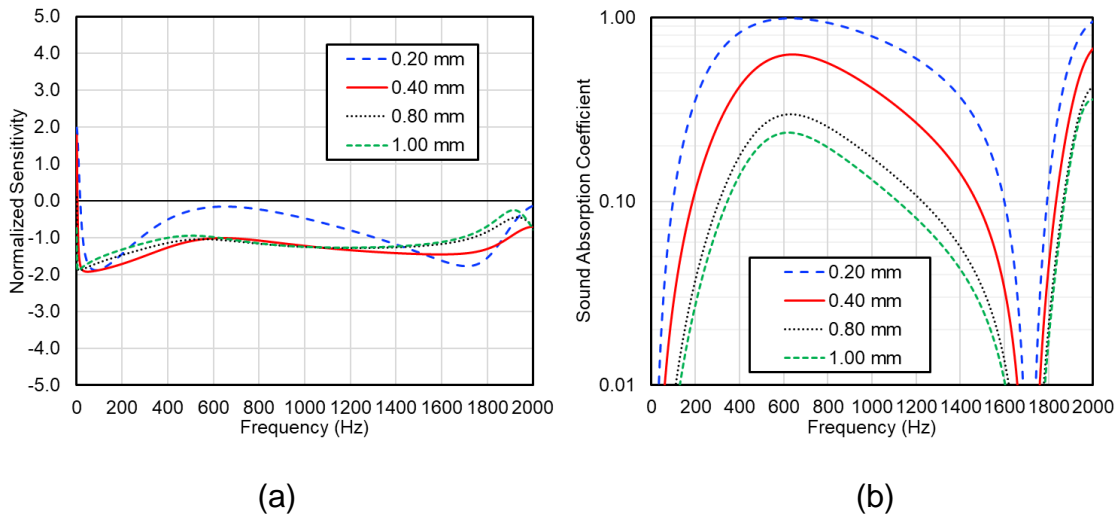 5.0
4.0
3.0
2.0
1.0
0.0
-1.0
-2.0
-3.0
-4.0
-5.0
Normalized Sensitivity
0.20 mm
0.40 mm
0.80 mm
1.00 mm
0 200 400 600 800 1000 1200 1400 1600 1800 2000
Frequency (Hz)
(a)
1.00
0.10
0.01
Sound Absorption Coefficient
0.20 mm
0.40 mm
0.80 mm
1.00 mm
0 200 400 600 800 1000 1200 1400 1600 1800 2000
Frequency (Hz)
(b)